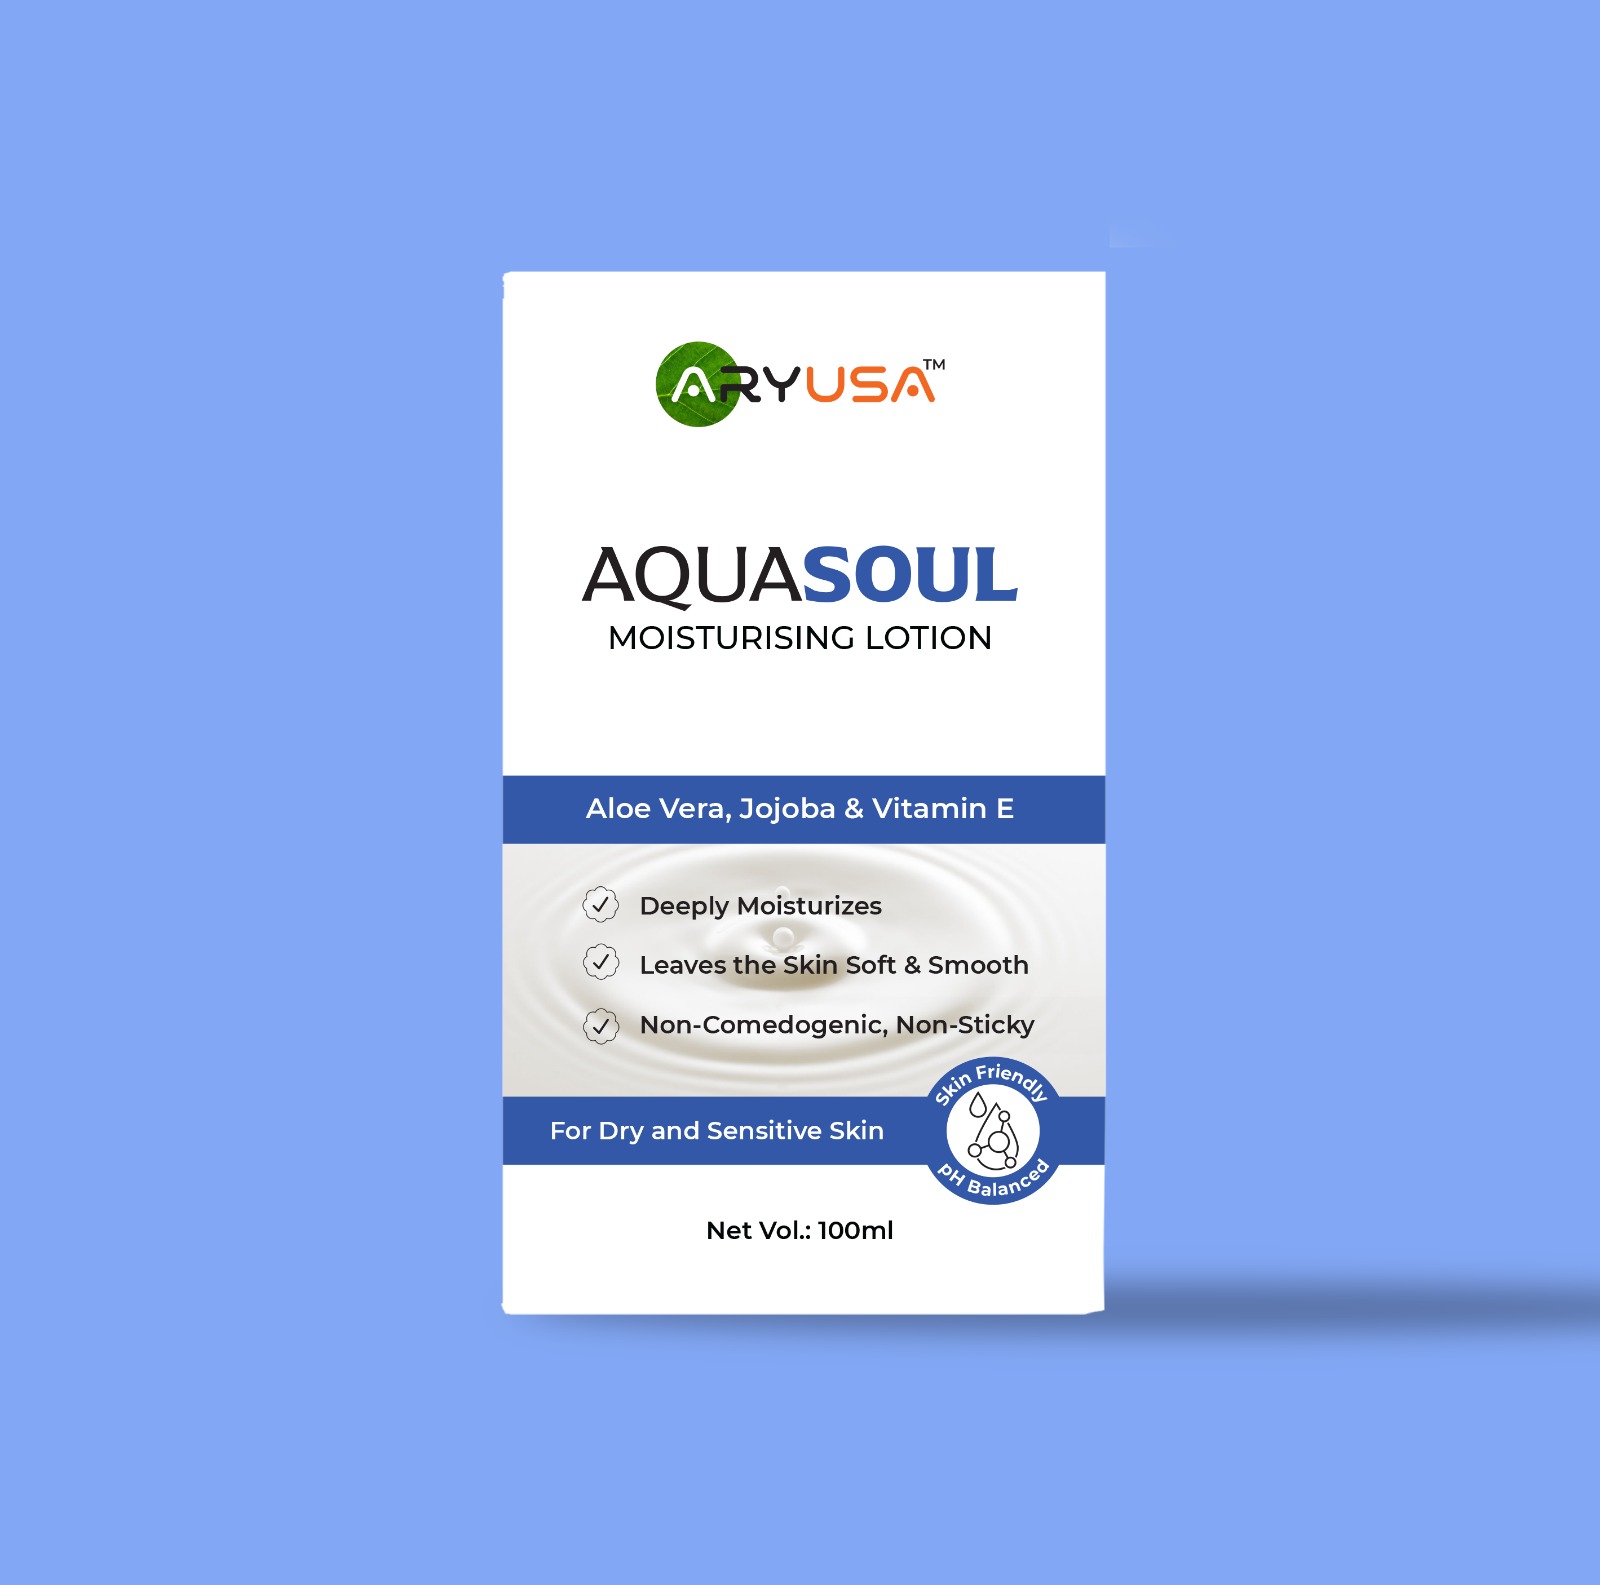 ARYUSA™
AQUASOUL
MOISTURISING LOTION
Aloe Vera, Jojoba & Vitamin E
Deeply Moisturizes
Leaves the Skin Soft & Smooth
Non-Comedogenic, Non-Sticky
Skin Friendly
For Dry and Sensitive Skin
pH Balanced
Net Vol.: 100ml